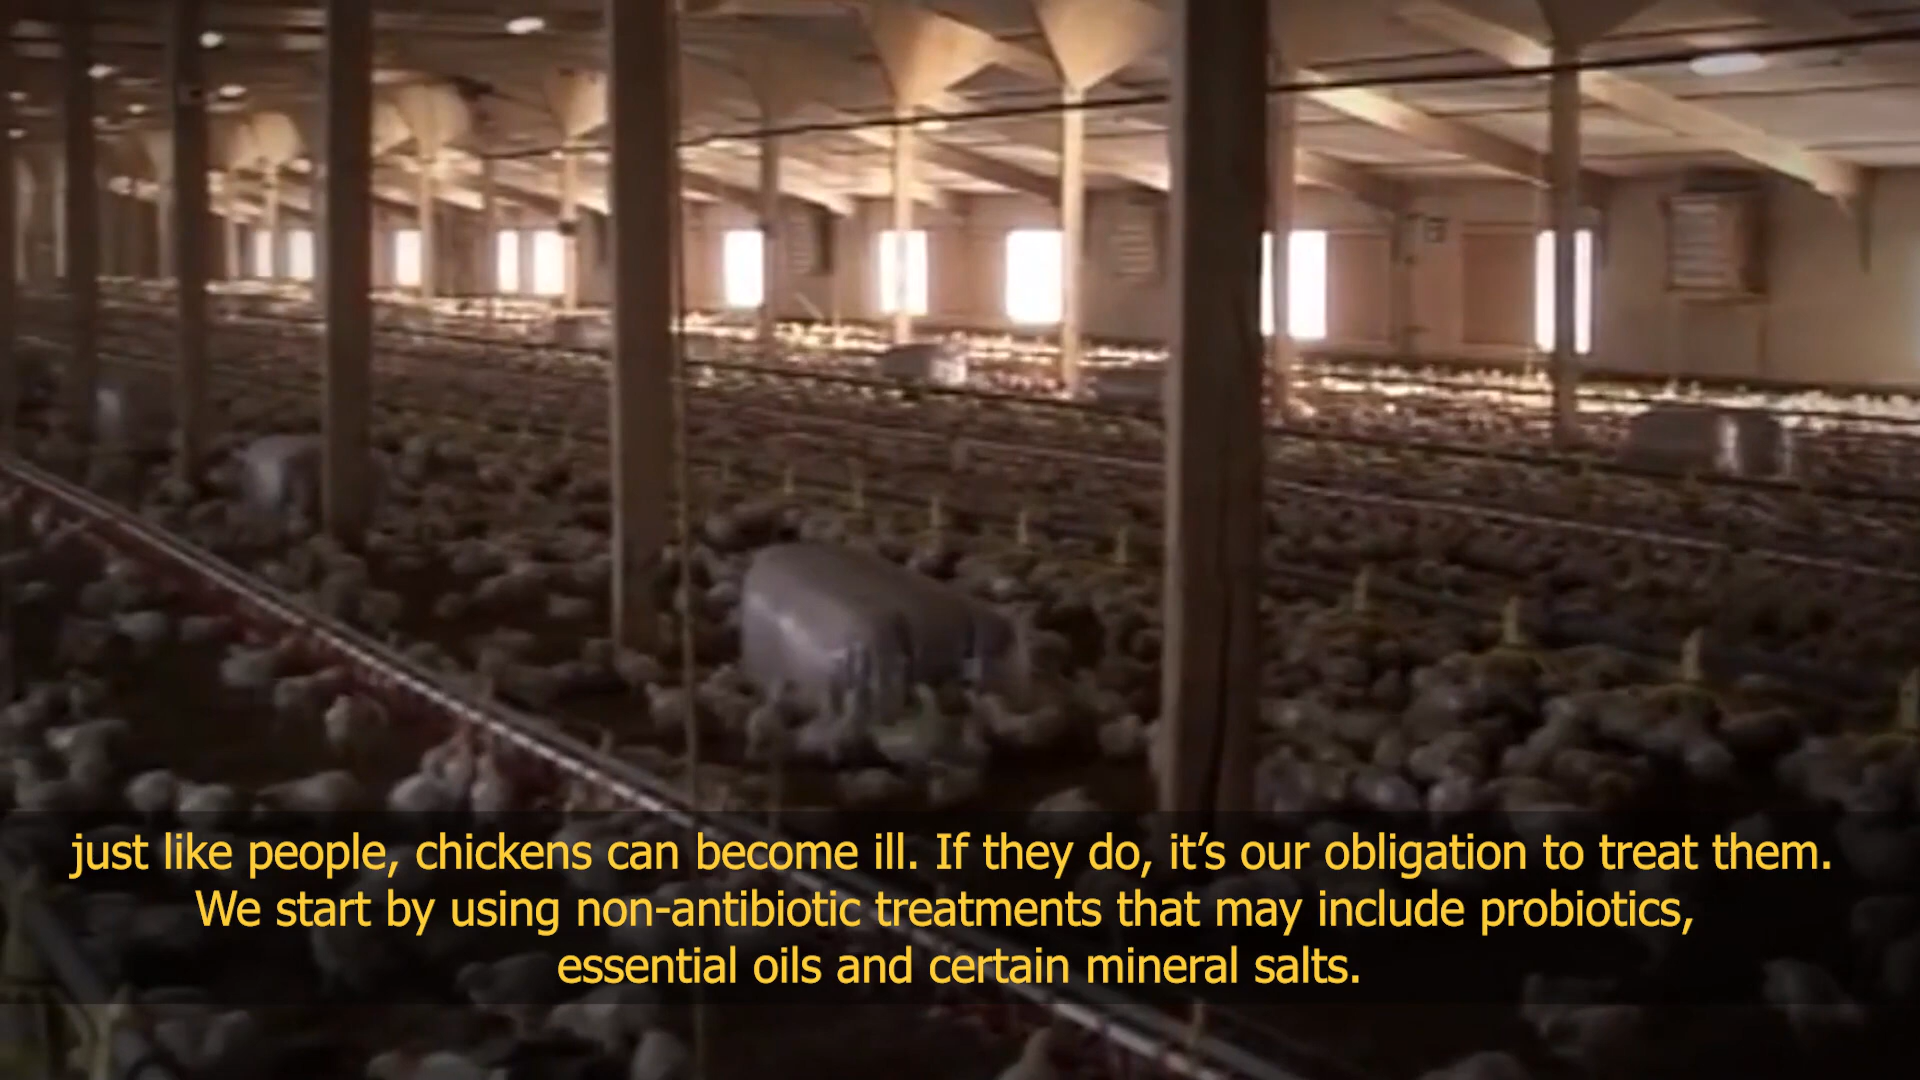 just like people, chickens can become ill. If they do, it’s our obligation to treat them.
We start by using non-antibiotic treatments that may include probiotics,
essential oils and certain mineral salts.